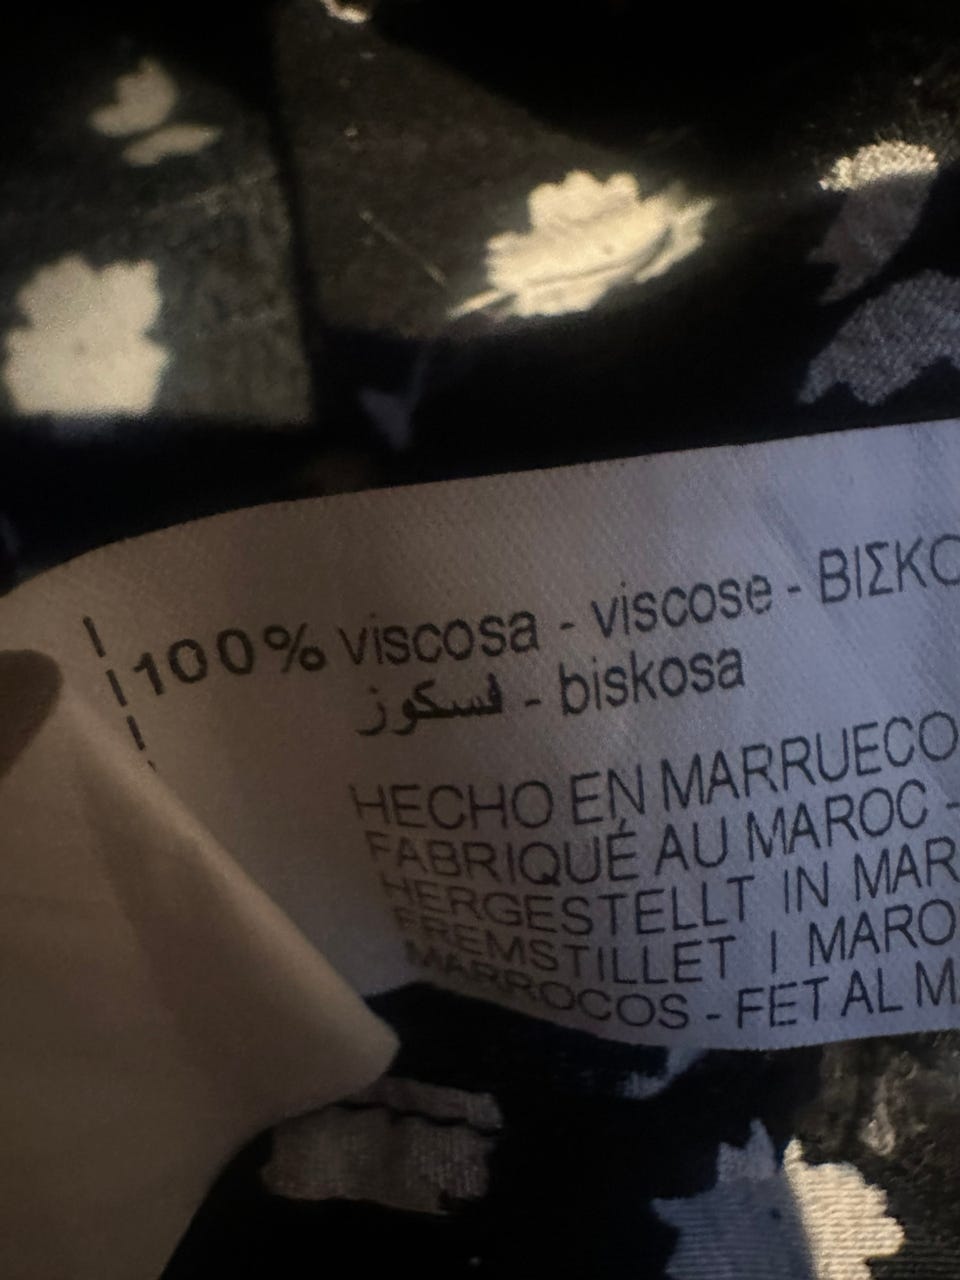 100% viscosa - viscose - ΒΙΣΚΟ
فسكوز - biskosa
HECHO EN MARRUECO
FABRIQUÉ AU MAROC -
HERGESTELLT IN MAR
FREMSTILLET I MARO
MARROCOS - FET AL M